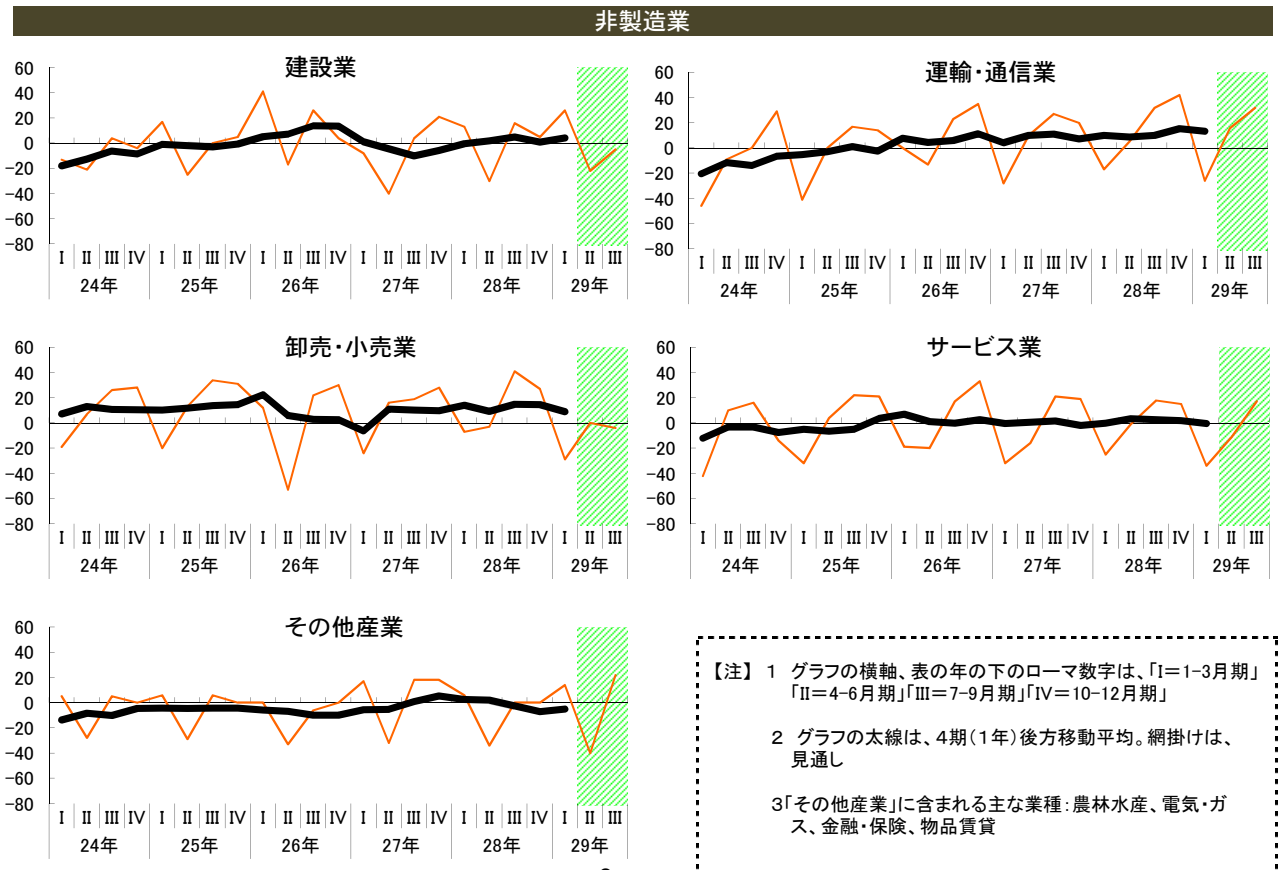 非製造業
建設業
60
40
20
0
−20
−40
−60
−80
I II III IV I II III IV I II III IV I II III IV I II III IV I II III
24年 25年 26年 27年 28年 29年
運輸・通信業
60
40
20
0
−20
−40
−60
−80
I II III IV I II III IV I II III IV I II III IV I II III IV I II III
24年 25年 26年 27年 28年 29年
卸売・小売業
60
40
20
0
−20
−40
−60
−80
I II III IV I II III IV I II III IV I II III IV I II III IV I II III
24年 25年 26年 27年 28年 29年
サービス業
60
40
20
0
−20
−40
−60
−80
I II III IV I II III IV I II III IV I II III IV I II III IV I II III
24年 25年 26年 27年 28年 29年
その他産業
60
40
20
0
−20
−40
−60
−80
I II III IV I II III IV I II III IV I II III IV I II III IV I II III
24年 25年 26年 27年 28年 29年
【注】 1 グラフの横軸、表の年の下のローマ数字は、「I＝1−3月期」
「II＝4−6月期」「III＝7−9月期」「IV＝10−12月期」
2 グラフの太線は、4期（1年）後方移動平均。網掛けは、
見通し
3「その他産業」に含まれる主な業種：農林水産、電気・ガ
ス、金融・保険、物品賃貸